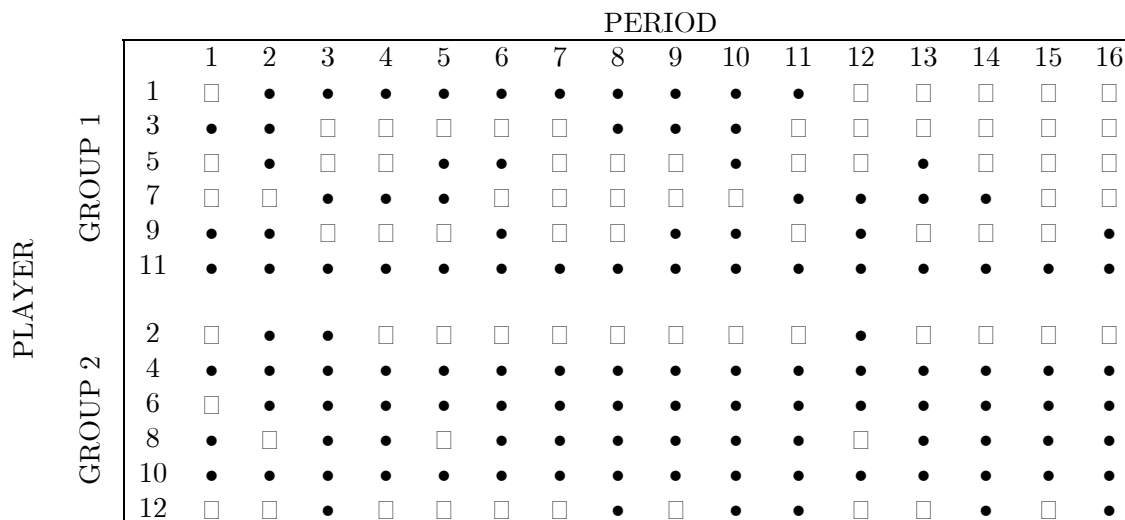 PERIOD
1 2 3 4 5 6 7 8 9 10 11 12 13 14 15 16
PLAYER
GROUP 1
1 □ • • • • • • • • • • □ □ □ □ □
3 • • □ □ □ □ □ • • • □ □ □ □ □ □
5 □ • □ □ • • □ □ □ • □ □ • □ □ □
7 □ □ • • • □ □ □ □ □ • • • • □ □
9 • • □ □ □ • □ □ • • □ • □ □ □ •
11 • • • • • • • • • • • • • • • •
GROUP 2
2 □ • • □ □ □ □ □ □ □ □ • □ □ □ □
4 • • • • • • • • • • • • • • • •
6 □ • • • • • • • • • • • • • • •
8 • □ • • □ • • • • • • □ • • • •
10 • • • • • • • • • • • • • • • •
12 □ □ • □ □ □ □ • □ • • □ □ • □ •